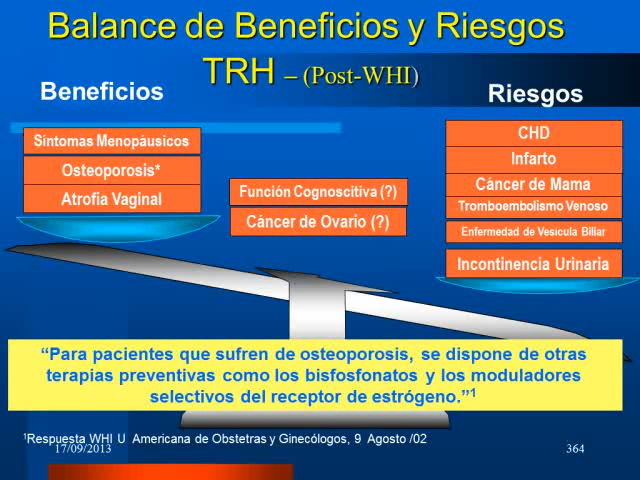 Balance de Beneficios y Riesgos
TRH – (Post-WHI)
Beneficios
Riesgos
Síntomas Menopáusicos
Osteoporosis*
Atrofia Vaginal
Función Cognoscitiva (?)
Cáncer de Ovario (?)
CHD
Infarto
Cáncer de Mama
Tromboembolismo Venoso
Enfermedad de Vesícula Biliar
Incontinencia Urinaria
“Para pacientes que sufren de osteoporosis, se dispone de otras
terapias preventivas como los bisfosfonatos y los moduladores
selectivos del receptor de estrógeno.”¹
¹Respuesta WHI U Americana de Obstetras y Ginecólogos, 9 Agosto /02
17/09/2013
364